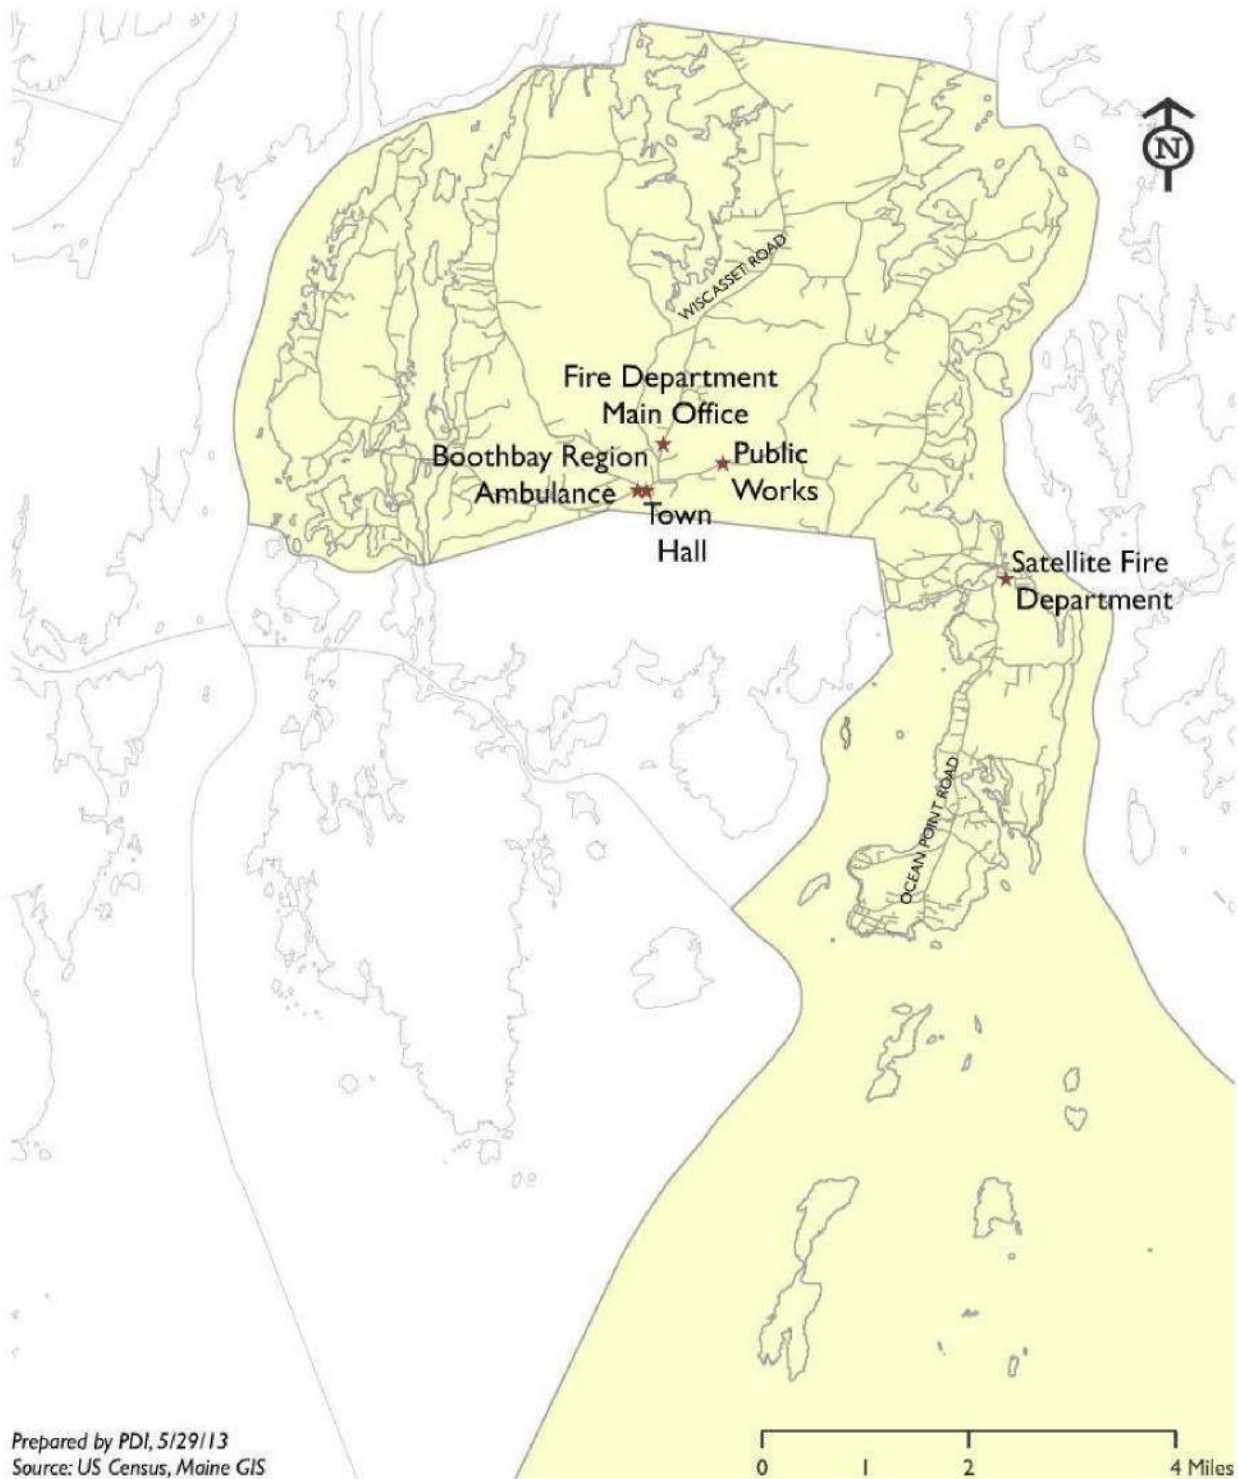 N
WISCASSET ROAD
Fire Department
Main Office
Boothbay Region
Ambulance
Public
Works
Town
Hall
Satellite Fire
Department
OCEAN POINT ROAD
Prepared by PDI, 5/29/13
Source: US Census, Maine GIS
0 1 2 4 Miles